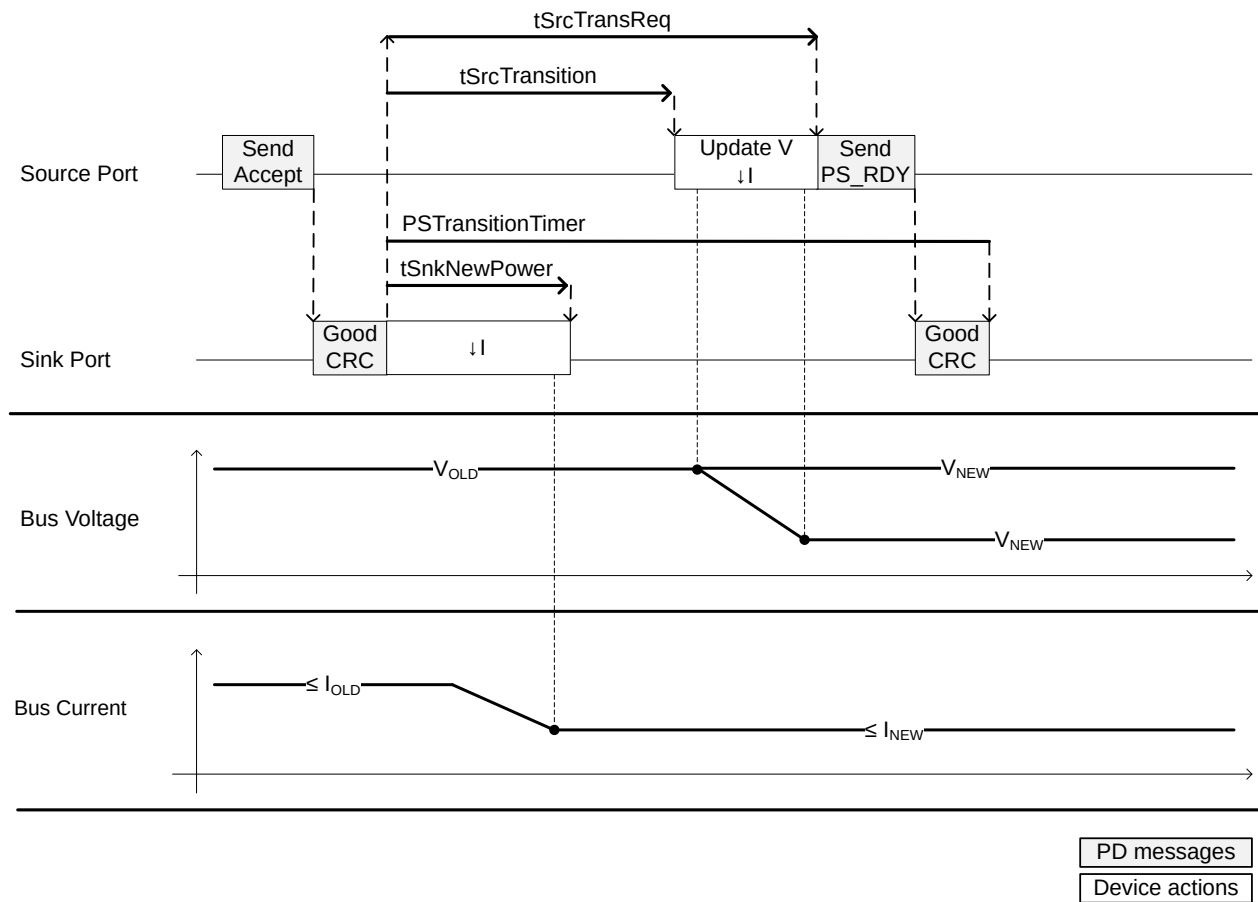 tSrcTransReq
tSrcTransition
Source Port
Send
Accept
Update V
↓I
Send
PS_RDY
PSTransitionTimer
tSnkNewPower
Sink Port
Good
CRC
↓I
Good
CRC
Bus Voltage
VOLD
VNEW
VNEW
Bus Current
≤ IOLD
≤ INEW
PD messages
Device actions